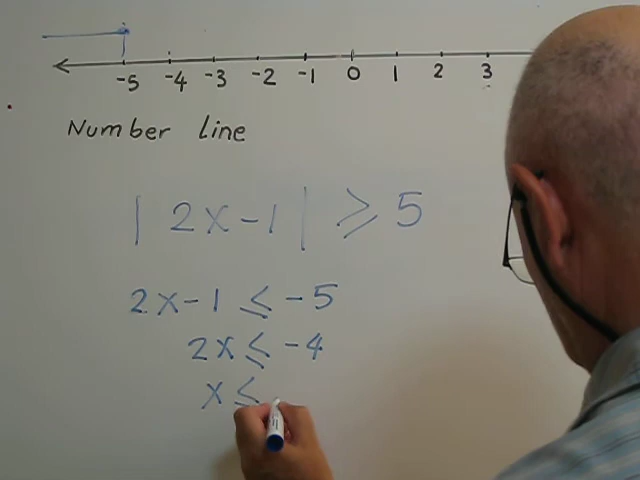 -5 -4 -3 -2 -1 0 1 2 3
Number line
| 2x-1 | ⩾ 5
2x-1 ≤ -5
2x ≤ -4
x ≤